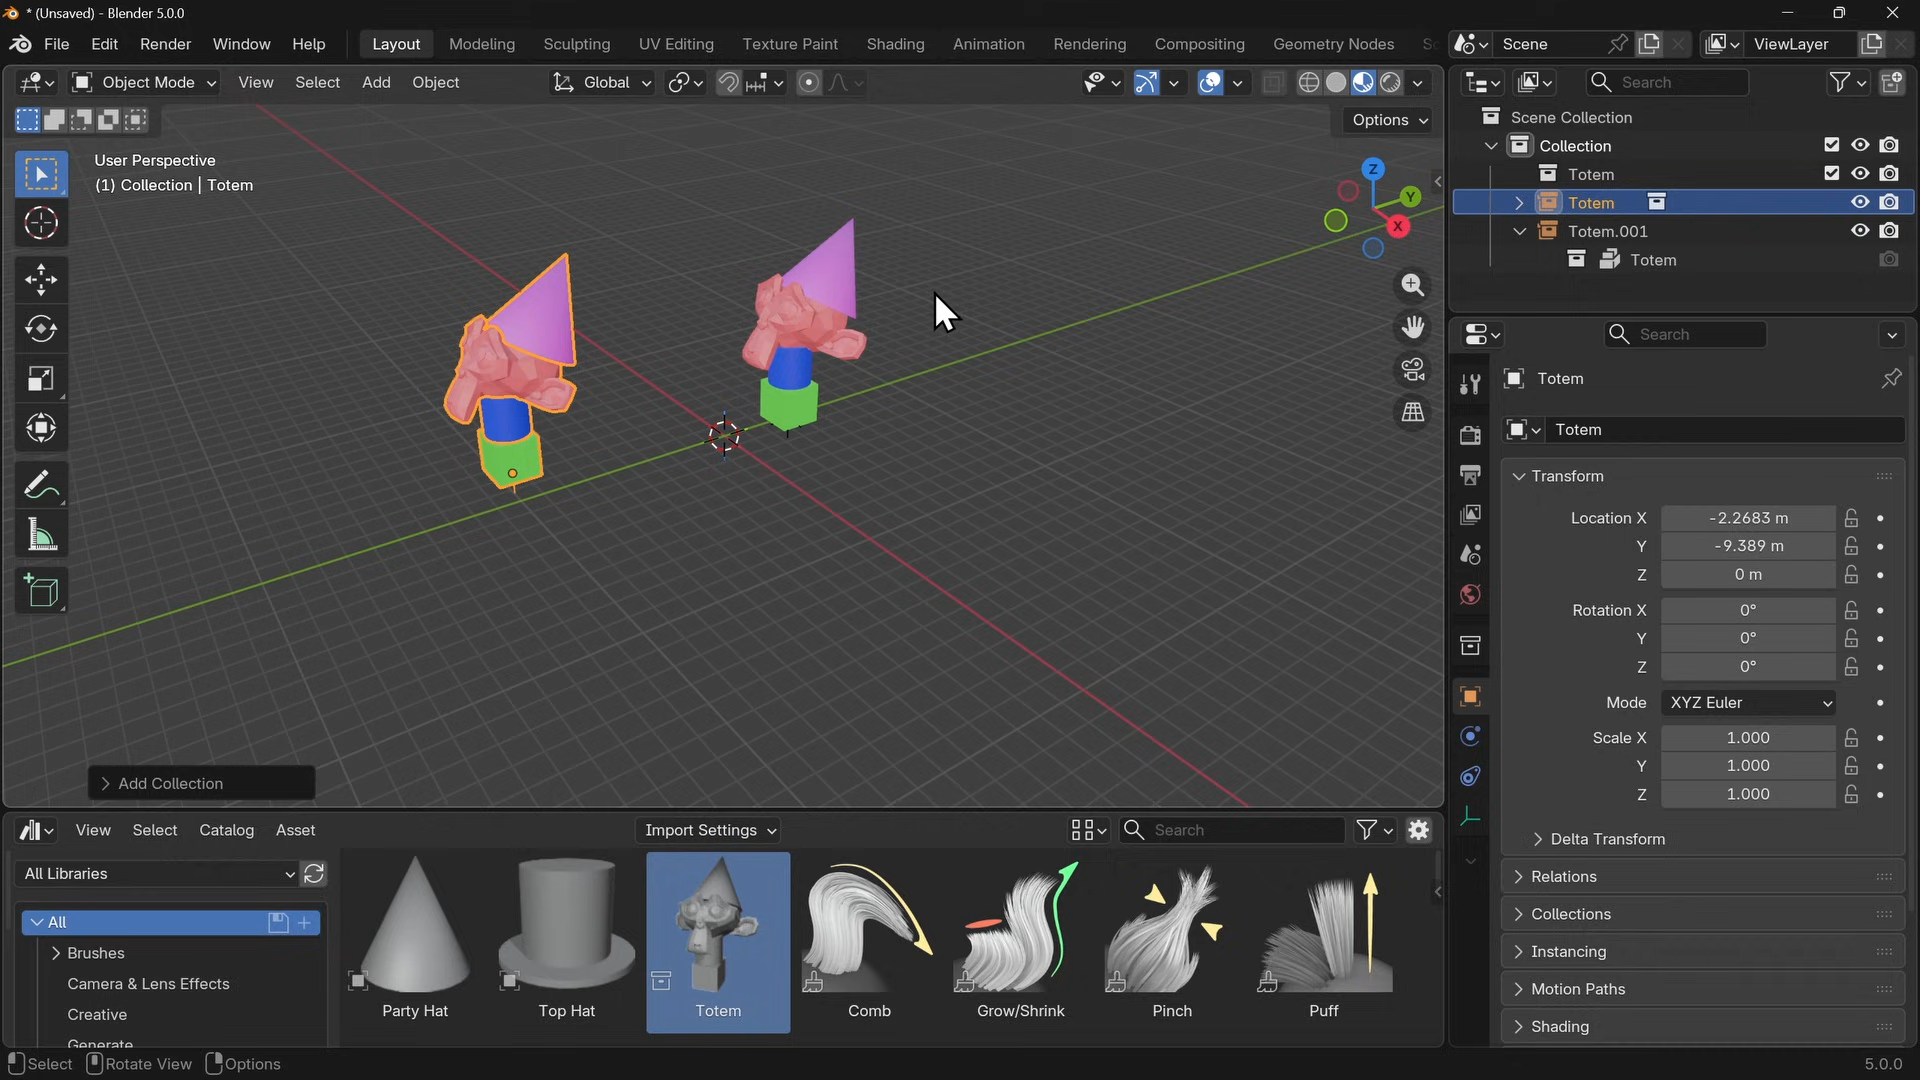 * (Unsaved) - Blender 5.0.0
File Edit Render Window Help Layout Modeling Sculpting UV Editing Texture Paint Shading Animation Rendering Compositing Geometry Nodes Sc Scene ViewLayer
Object Mode View Select Add Object Global Search
Options
User Perspective
(1) Collection | Totem
Z
Y
X
Scene Collection
Collection
Totem
Totem
Totem.001
Totem
Search
Totem
Totem
Transform
Location X -2.2683 m
Y -9.389 m
Z 0 m
Rotation X 0°
Y 0°
Z 0°
Mode XYZ Euler
Scale X 1.000
Y 1.000
Z 1.000
Delta Transform
Relations
Collections
Instancing
Motion Paths
Shading
Add Collection
View Select Catalog Asset Import Settings Search
All Libraries
All
Brushes
Camera & Lens Effects
Creative
Generate
Party Hat Top Hat Totem Comb Grow/Shrink Pinch Puff
Select Rotate View Options 5.0.0